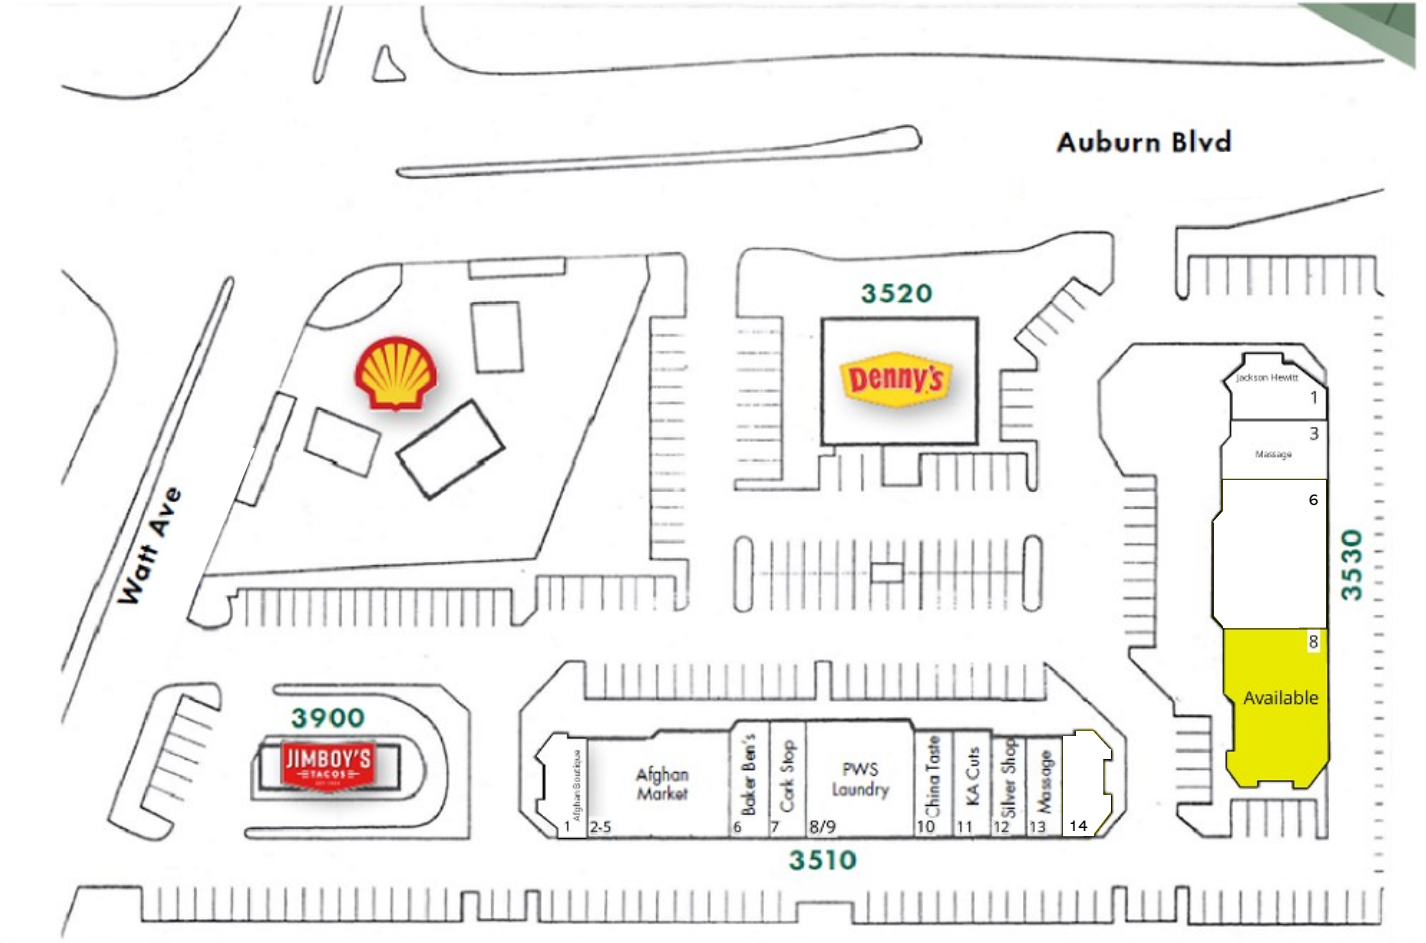 Auburn Blvd
3520
Denny's
Jackson Hewitt
1
3
Massage
6
Watt Ave
3530
8
Available
3900
JIMBOY'S
TACOS
Afghan Boutique
1
Afghan
Market
2-5
Baker Ben's
6
Cork Stop
7
PWS
Laundry
8/9
China Taste
10
KA Cuts
11
Silver Shop
12
Massage
13
14
3510